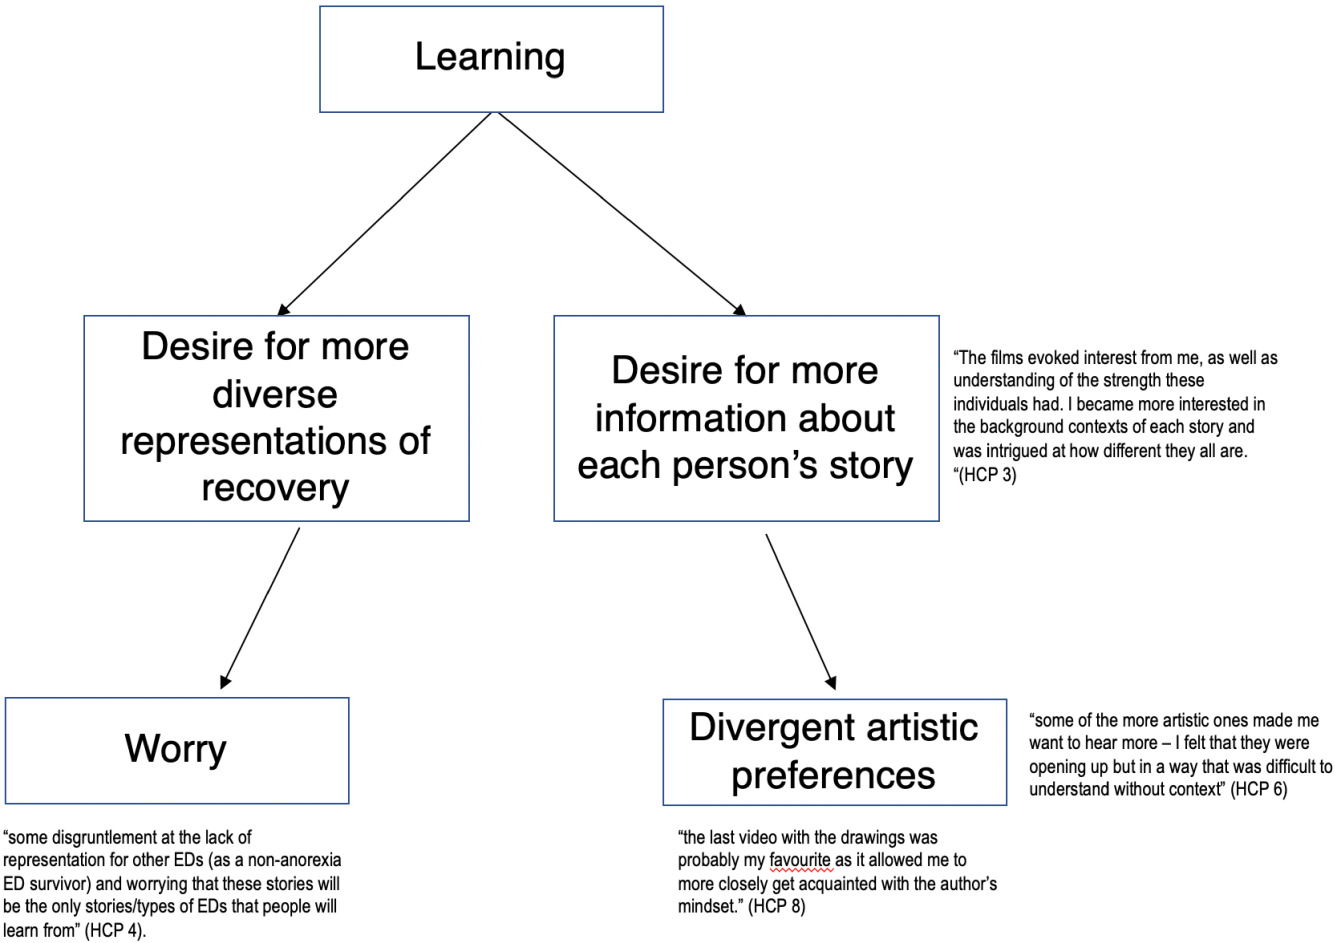 Learning
Desire for more
diverse
representations of
recovery
Desire for more
information about
each person’s story
“The films evoked interest from me, as well as
understanding of the strength these
individuals had. I became more interested in
the background contexts of each story and
was intrigued at how different they all are.
“(HCP 3)
Worry
“some disgruntlement at the lack of
representation for other EDs (as a non-anorexia
ED survivor) and worrying that these stories will
be the only stories/types of EDs that people will
learn from” (HCP 4).
Divergent artistic
preferences
“some of the more artistic ones made me
want to hear more – I felt that they were
opening up but in a way that was difficult to
understand without context” (HCP 6)
“the last video with the drawings was
probably my favourite as it allowed me to
more closely get acquainted with the author’s
mindset.” (HCP 8)